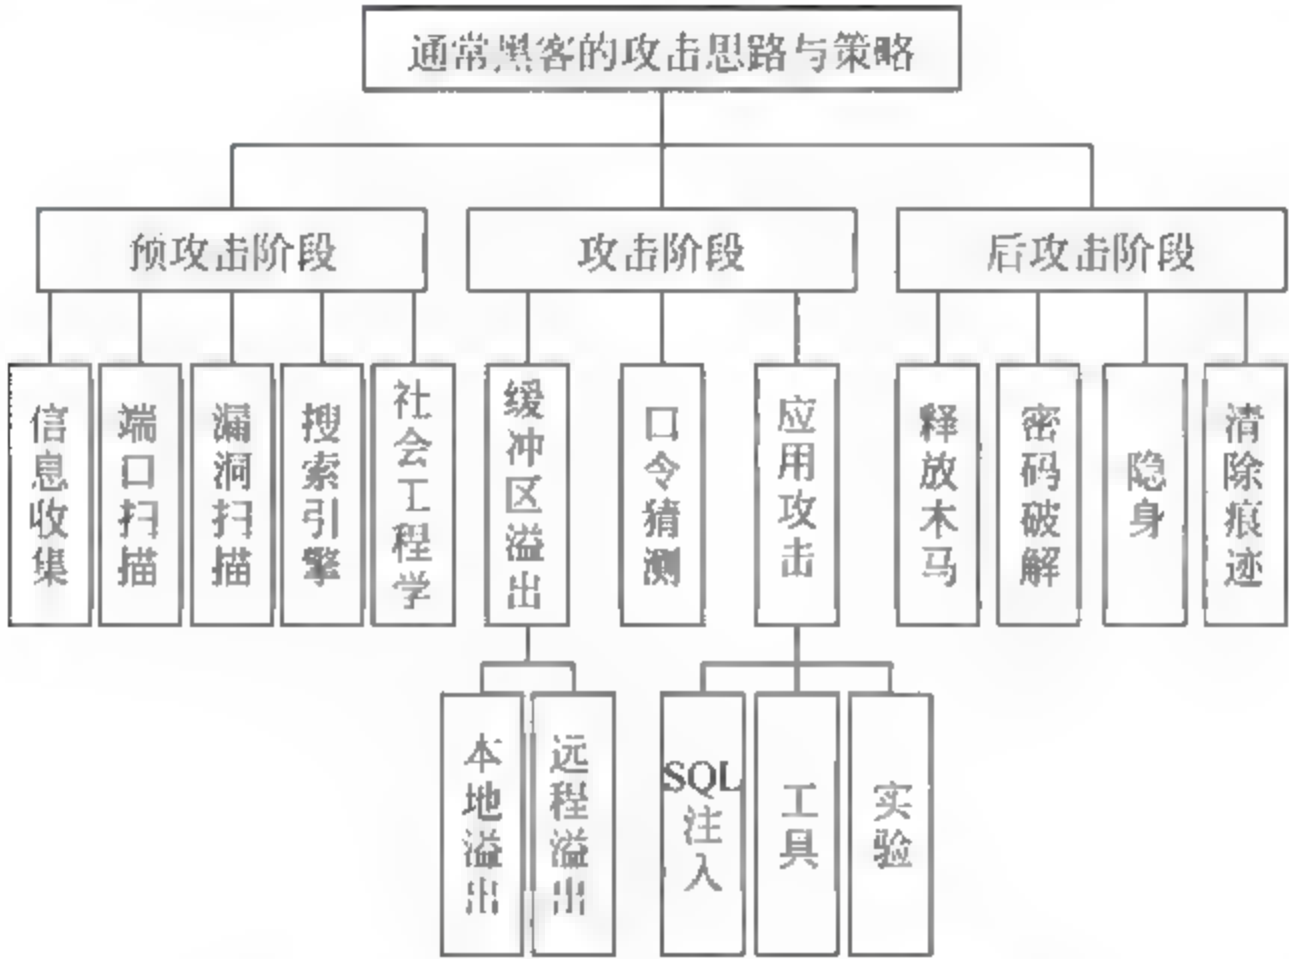 通常黑客的攻击思路与策略
预攻击阶段
攻击阶段
后攻击阶段
信息收集
端口扫描
漏洞扫描
搜索引擎
社会工程学
缓冲区溢出
口令猜测
应用攻击
释放木马
密码破解
隐身
清除痕迹
本地溢出
远程溢出
SQL注入
工具
实验